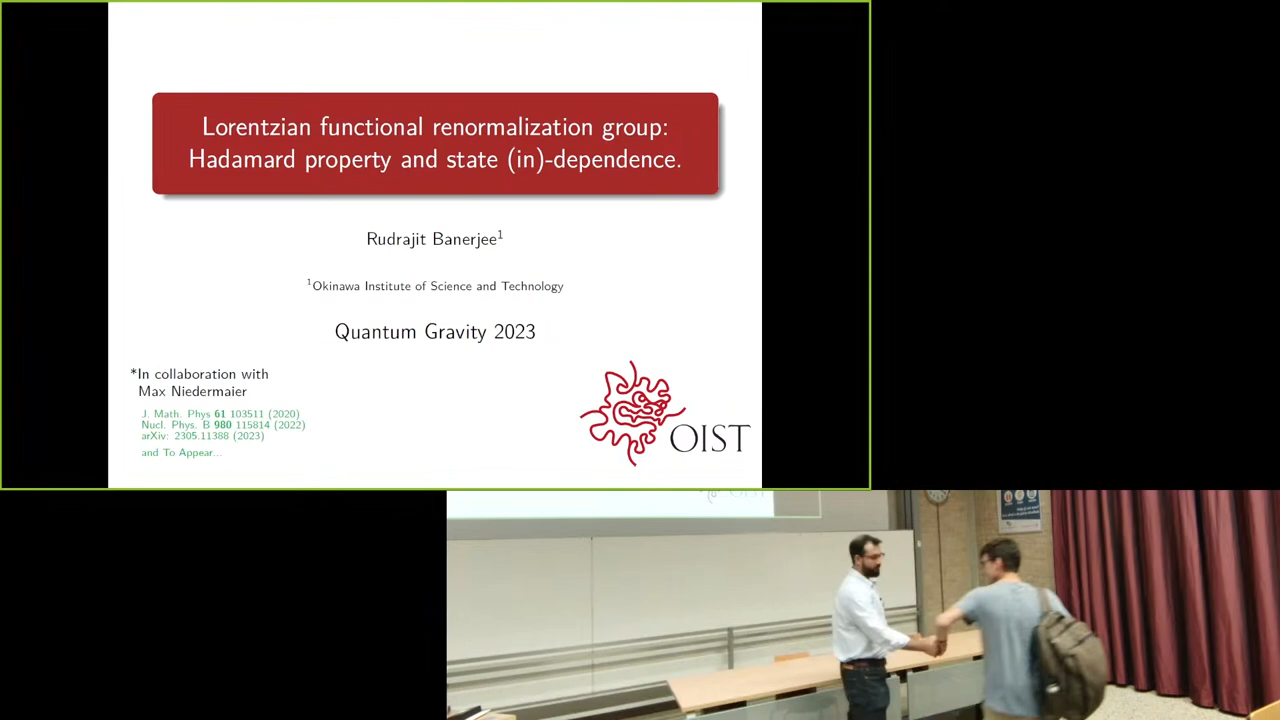 Lorentzian functional renormalization group:
Hadamard property and state (in)-dependence.
Rudrajit Banerjee¹
¹Okinawa Institute of Science and Technology
Quantum Gravity 2023
*In collaboration with
Max Niedermaier
J. Math. Phys 61 103511 (2020)
Nucl. Phys. B 980 115814 (2022)
arXiv: 2305.11388 (2023)
and To Appear...
OIST